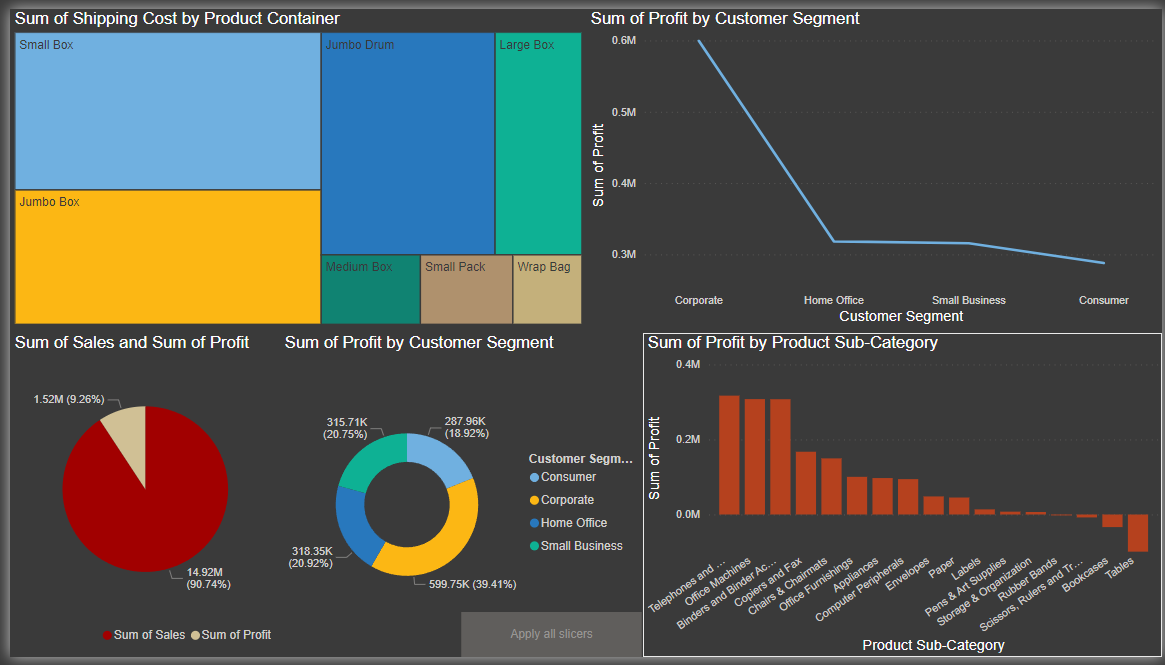 Sum of Shipping Cost by Product Container
Small Box
Jumbo Drum
Large Box
Jumbo Box
Medium Box
Small Pack
Wrap Bag
Sum of Profit by Customer Segment
0.6M
0.5M
0.4M
0.3M
Sum of Profit
Corporate
Home Office
Small Business
Consumer
Customer Segment
Sum of Sales and Sum of Profit
1.52M (9.26%)
14.92M
(90.74%)
Sum of Sales
Sum of Profit
Sum of Profit by Customer Segment
315.71K
(20.75%)
287.96K
(18.92%)
318.35K
(20.92%)
599.75K (39.41%)
Customer Segm...
Consumer
Corporate
Home Office
Small Business
Apply all slicers
Sum of Profit by Product Sub-Category
0.4M
0.2M
0.0M
Sum of Profit
Telephones and ...
Office Machines
Binders and Binder Ac...
Copiers and Fax
Chairs & Chairmats
Office Furnishings
Appliances
Computer Peripherals
Envelopes
Paper
Labels
Pens & Art Supplies
Storage & Organization
Rubber Bands
Scissors, Rulers and Tr...
Bookcases
Tables
Product Sub-Category